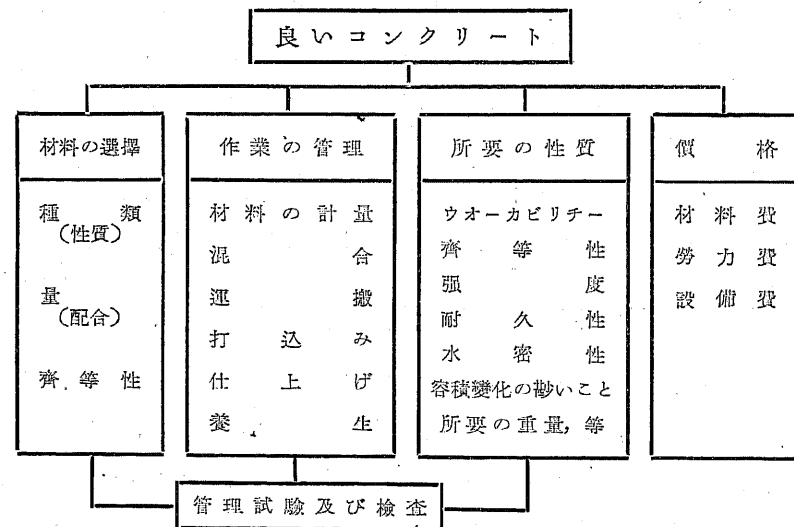 良いコンクリート
材料の選擇
種類
(性質)
量
(配合)
齊等性
作業の管理
材料の計量
混合
運搬
打込み
仕上げ
養生
所要の性質
ウオーカビリチー
齊等性
强度
耐久性
水密性
容積變化の尠いこと
所要の重量,等
價格
材料費
勞力費
設備費
管理試驗及び檢査